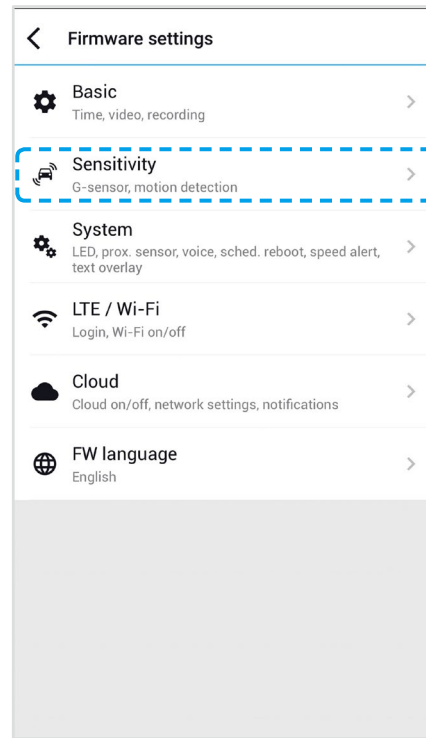 Firmware settings
Basic
Time, video, recording
Sensitivity
G-sensor, motion detection
System
LED, prox. sensor, voice, sched. reboot, speed alert,
text overlay
LTE / Wi-Fi
Login, Wi-Fi on/off
Cloud
Cloud on/off, network settings, notifications
FW language
English